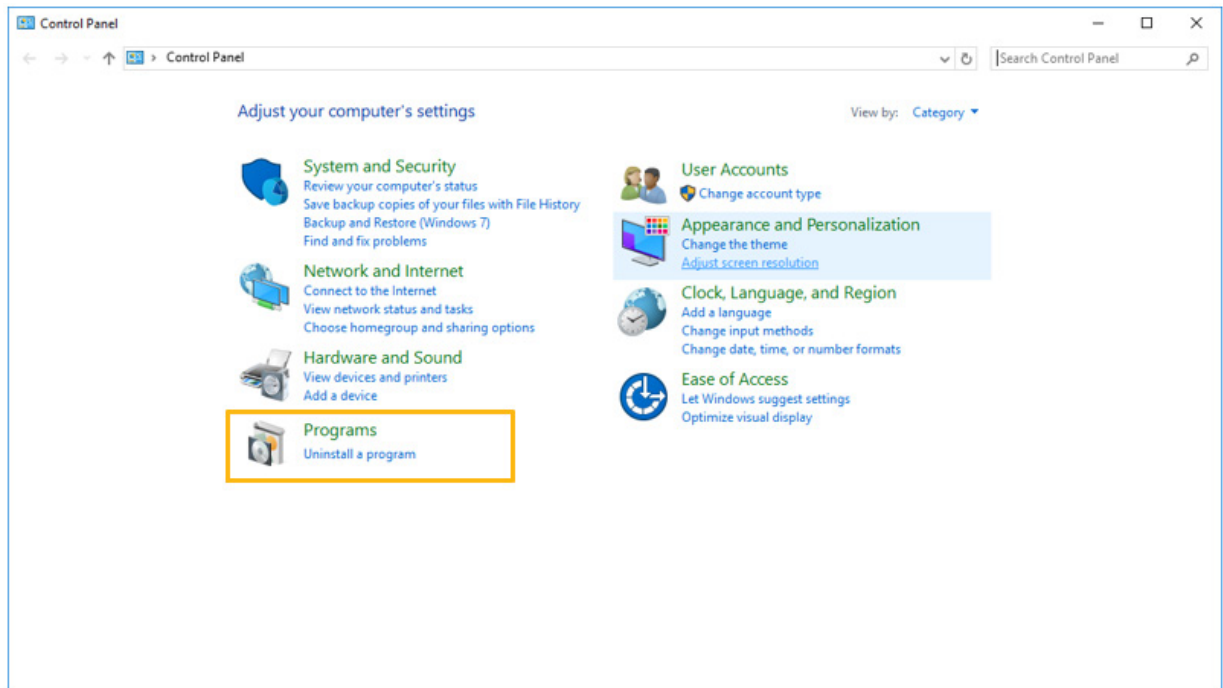 Control Panel
Control Panel
Search Control Panel
Adjust your computer's settings
View by: Category
System and Security
Review your computer's status
Save backup copies of your files with File History
Backup and Restore (Windows 7)
Find and fix problems
Network and Internet
Connect to the Internet
View network status and tasks
Choose homegroup and sharing options
Hardware and Sound
View devices and printers
Add a device
Programs
Uninstall a program
User Accounts
Change account type
Appearance and Personalization
Change the theme
Adjust screen resolution
Clock, Language, and Region
Add a language
Change input methods
Change date, time, or number formats
Ease of Access
Let Windows suggest settings
Optimize visual display